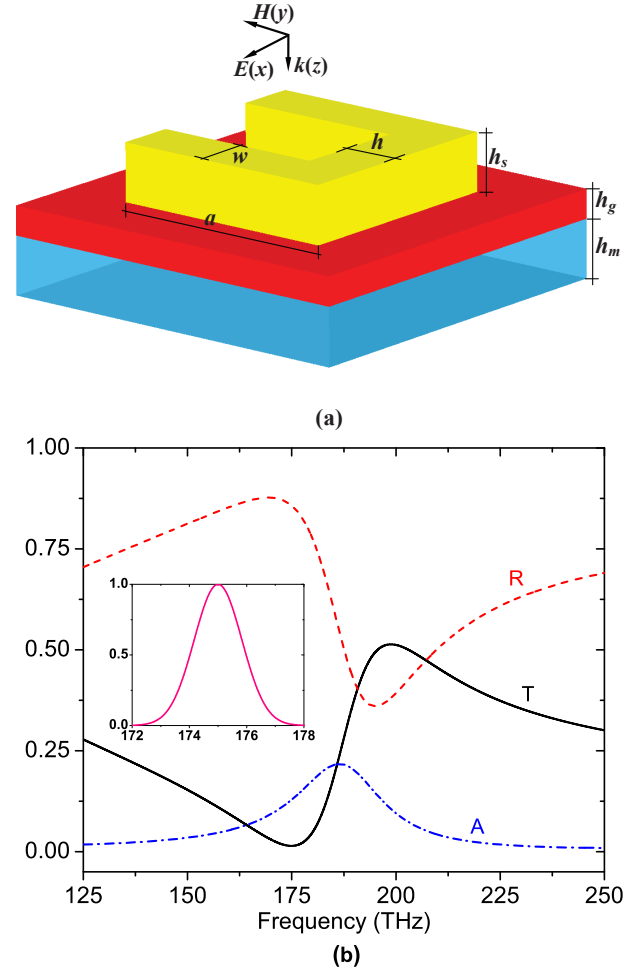 H(y)
E(x)
k(z)
w
h
h_s
a
h_g
h_m
(a)
1.00
0.75
0.50
0.25
0.00
R
T
A
1.0
0.5
0.0
172 174 176 178
125 150 175 200 225 250
Frequency (THz)
(b)